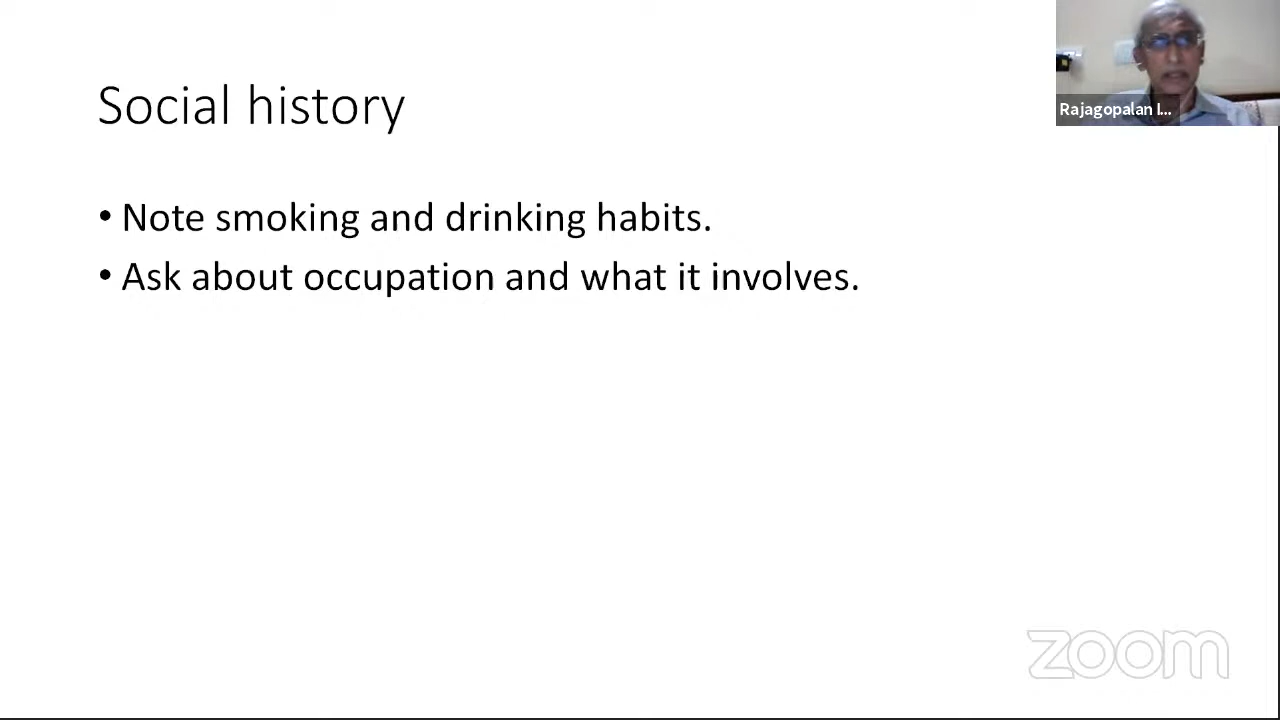 Social history
Rajagopalan I...
• Note smoking and drinking habits.
• Ask about occupation and what it involves.
zoom